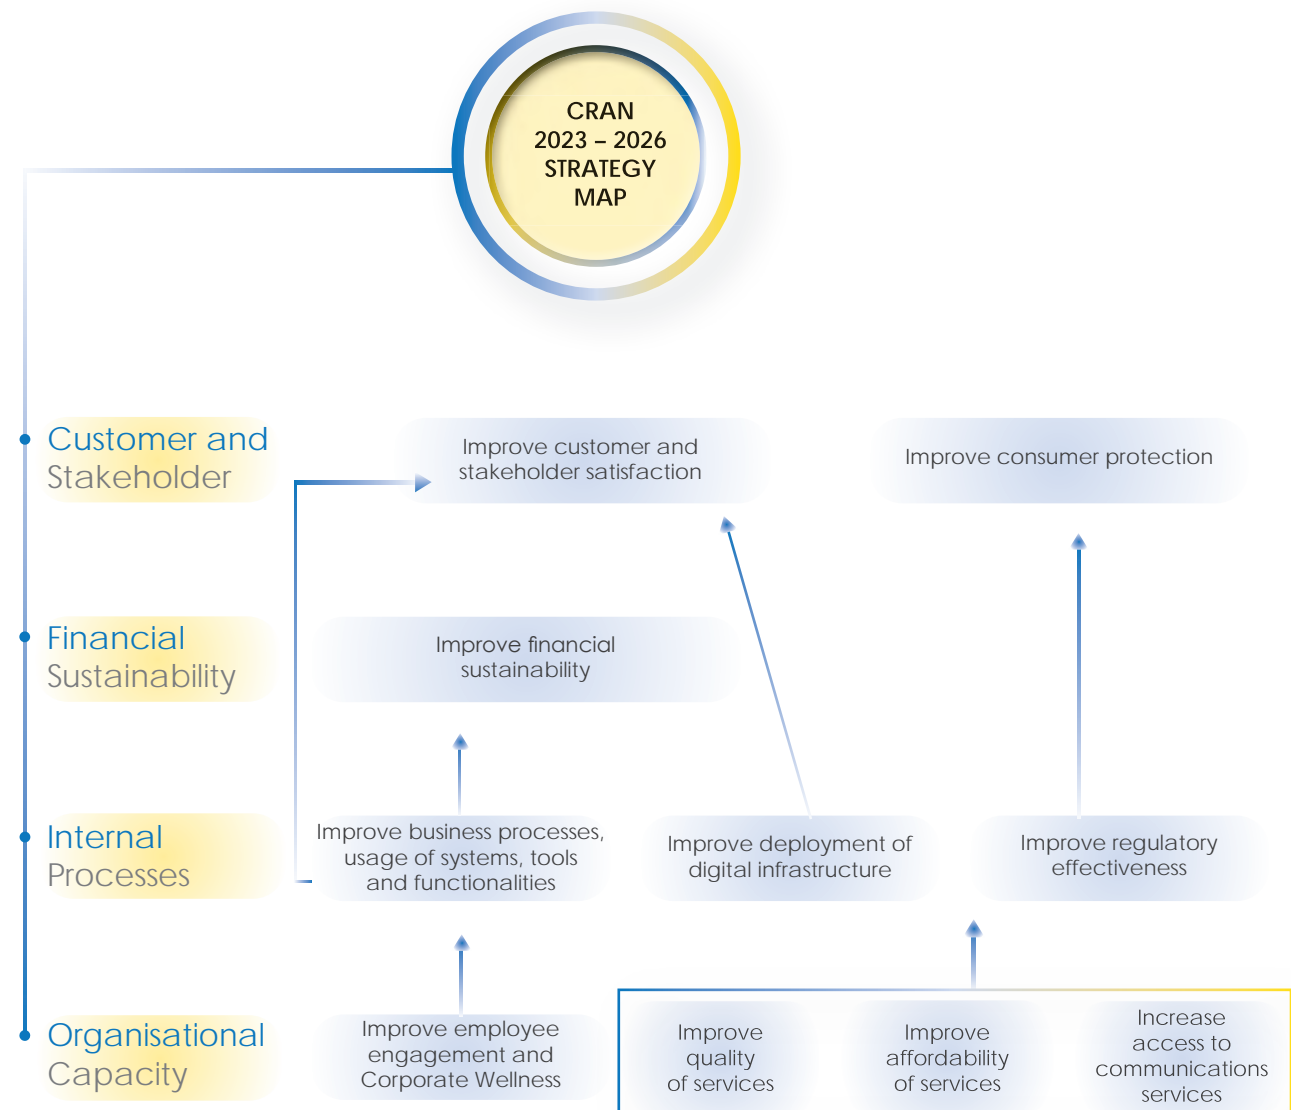 CRAN
2023 – 2026
STRATEGY
MAP
Customer and
Stakeholder
Improve customer and
stakeholder satisfaction
Improve consumer protection
Financial
Sustainability
Improve financial
sustainability
Internal
Processes
Improve business processes,
usage of systems, tools
and functionalities
Improve deployment of
digital infrastructure
Improve regulatory
effectiveness
Organisational
Capacity
Improve employee
engagement and
Corporate Wellness
Improve
quality
of services
Improve
affordability
of services
Increase
access to
communications
services